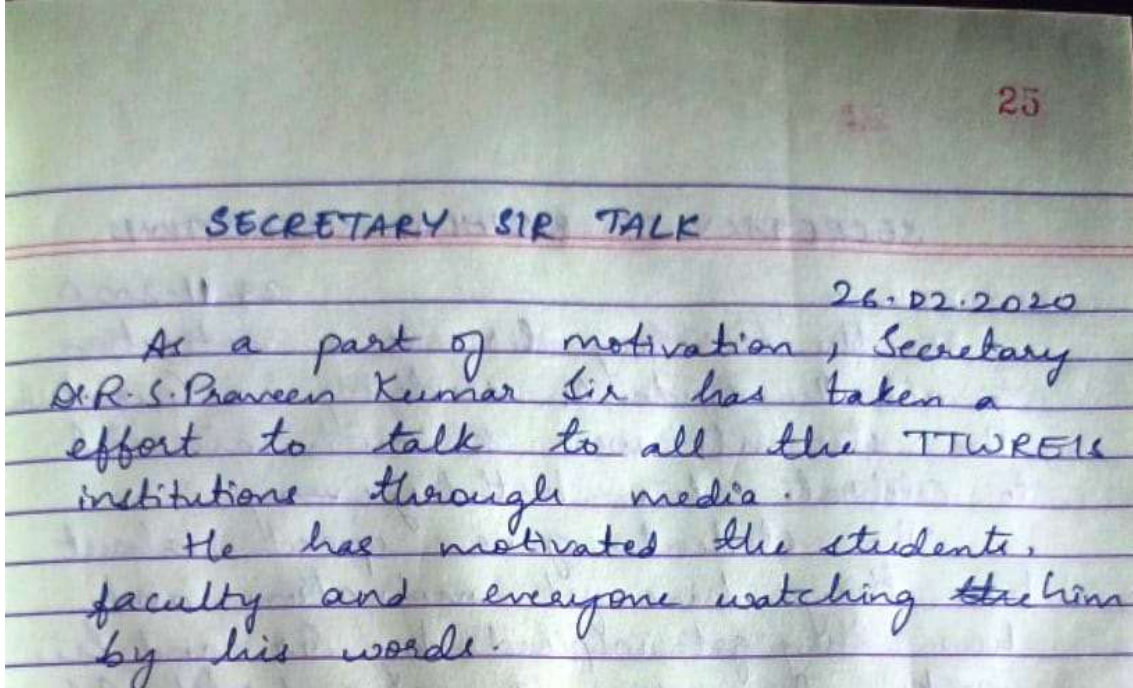 25
SECRETARY SIR TALK
26.02.2020
As a part of motivation, Secretary
Dr.R.S.Praveen Kumar Sir has taken a
effort to talk to all the TTWREIS
institutions through media.
He has motivated the students,
faculty and everyone watching the him
by his words.